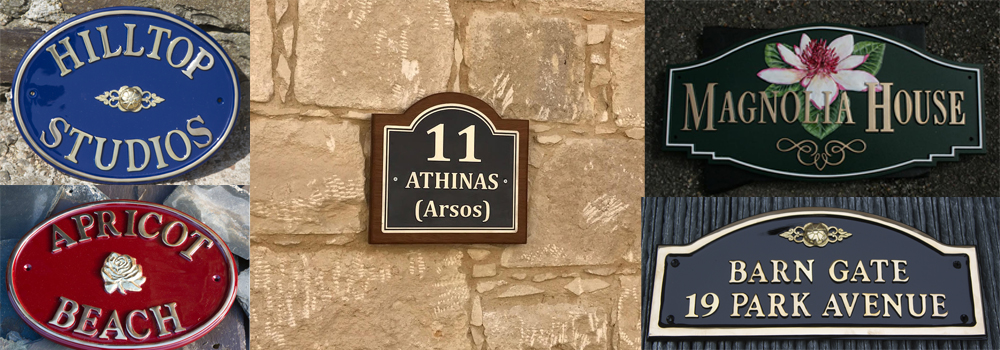 HILLTOP
STUDIOS
APRICOT
BEACH
11
ATHINAS
(Arsos)
MAGNOLIA HOUSE
BARN GATE
19 PARK AVENUE